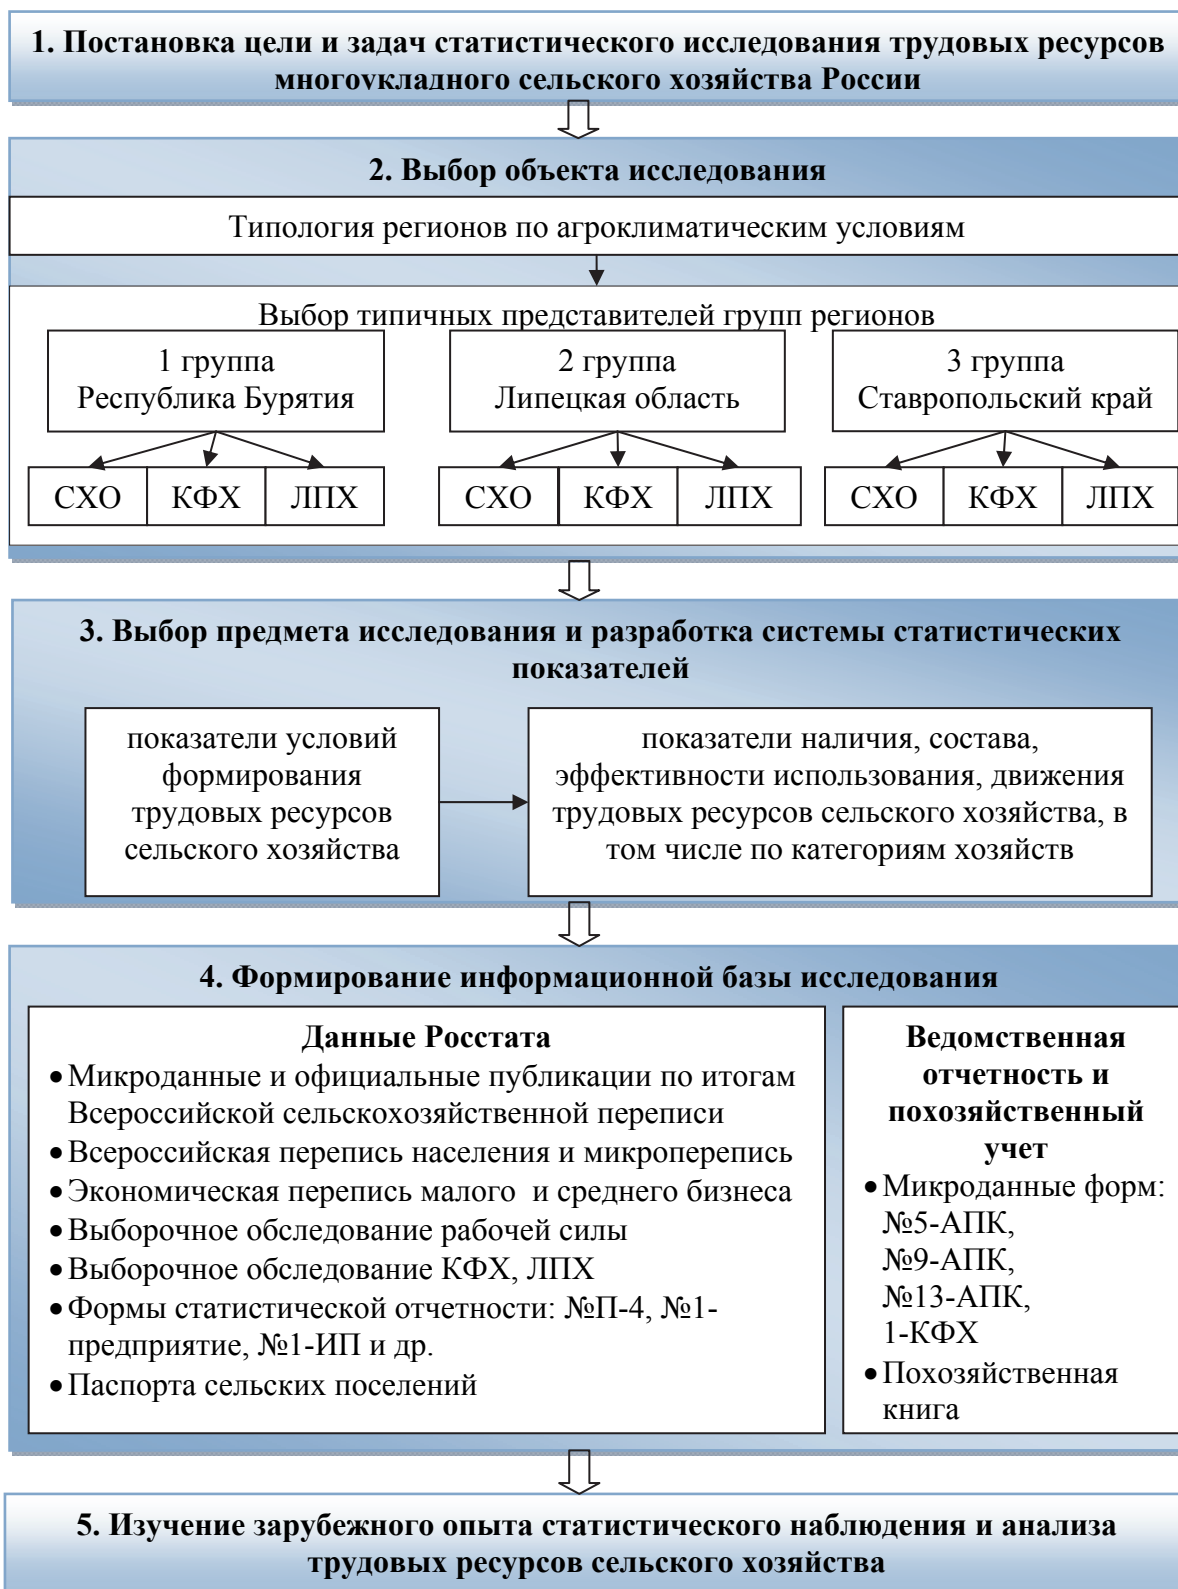 1. Постановка цели и задач статистического исследования трудовых ресурсов
многоукладного сельского хозяйства России
2. Выбор объекта исследования
Типология регионов по агроклиматическим условиям
Выбор типичных представителей групп регионов
1 группа
Республика Бурятия
2 группа
Липецкая область
3 группа
Ставропольский край
СХО КФХ ЛПХ
СХО КФХ ЛПХ
СХО КФХ ЛПХ
3. Выбор предмета исследования и разработка системы статистических
показателей
показатели условий
формирования
трудовых ресурсов
сельского хозяйства
показатели наличия, состава,
эффективности использования, движения
трудовых ресурсов сельского хозяйства, в
том числе по категориям хозяйств
4. Формирование информационной базы исследования
Данные Росстата
• Микроданные и официальные публикации по итогам
Всероссийской сельскохозяйственной переписи
• Всероссийская перепись населения и микроперепись
• Экономическая перепись малого и среднего бизнеса
• Выборочное обследование рабочей силы
• Выборочное обследование КФХ, ЛПХ
• Формы статистической отчетности: №П-4, №1-
предприятие, №1-ИП и др.
• Паспорта сельских поселений
Ведомственная
отчетность и
похозяйственный
учет
• Микроданные форм:
№5-АПК,
№9-АПК,
№13-АПК,
1-КФХ
• Похозяйственная
книга
5. Изучение зарубежного опыта статистического наблюдения и анализа
трудовых ресурсов сельского хозяйства